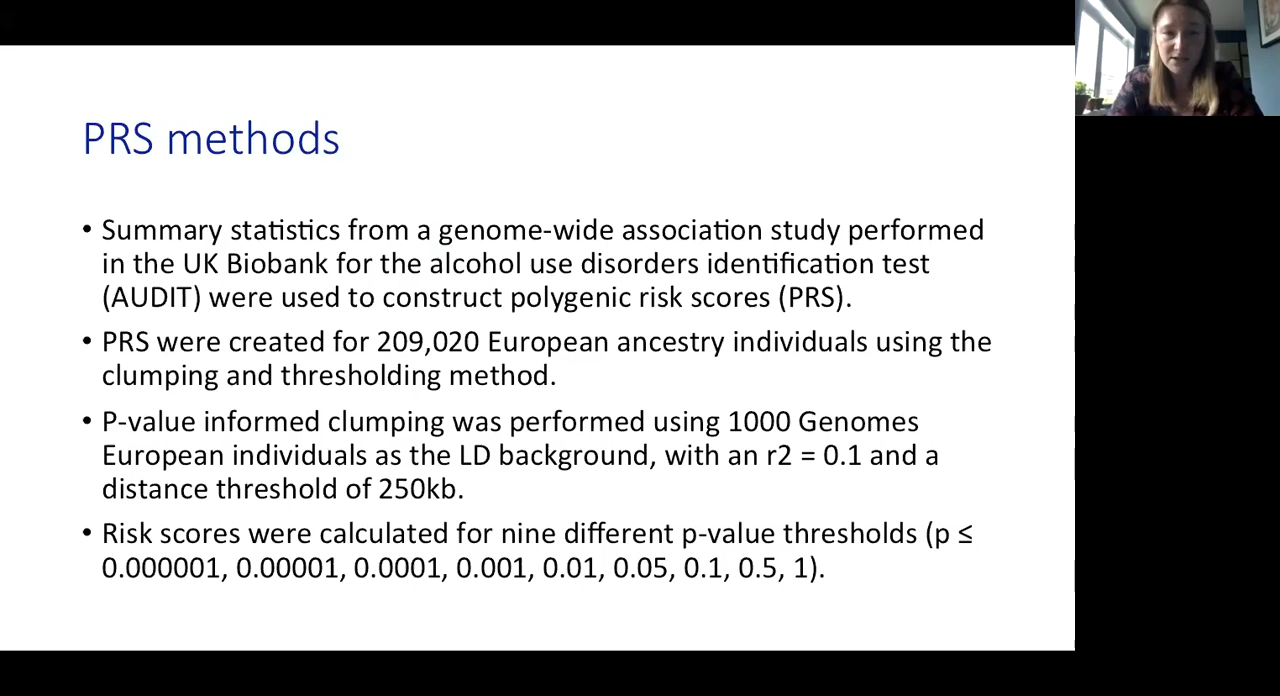 PRS methods
• Summary statistics from a genome-wide association study performed
in the UK Biobank for the alcohol use disorders identification test
(AUDIT) were used to construct polygenic risk scores (PRS).
• PRS were created for 209,020 European ancestry individuals using the
clumping and thresholding method.
• P-value informed clumping was performed using 1000 Genomes
European individuals as the LD background, with an r2 = 0.1 and a
distance threshold of 250kb.
• Risk scores were calculated for nine different p-value thresholds (p ≤
0.000001, 0.00001, 0.0001, 0.001, 0.01, 0.05, 0.1, 0.5, 1).